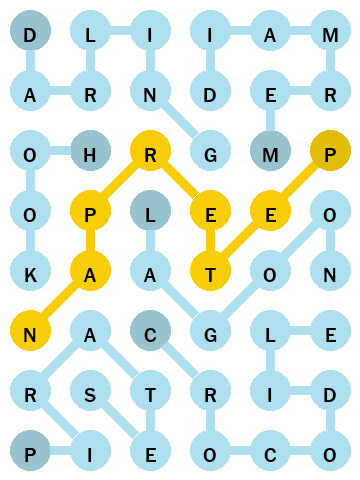 D L I I A M
A R N D E R
O H R G M P
O P L E E O
K A A T O N
N A C G L E
R S T R I D
P I E O C O